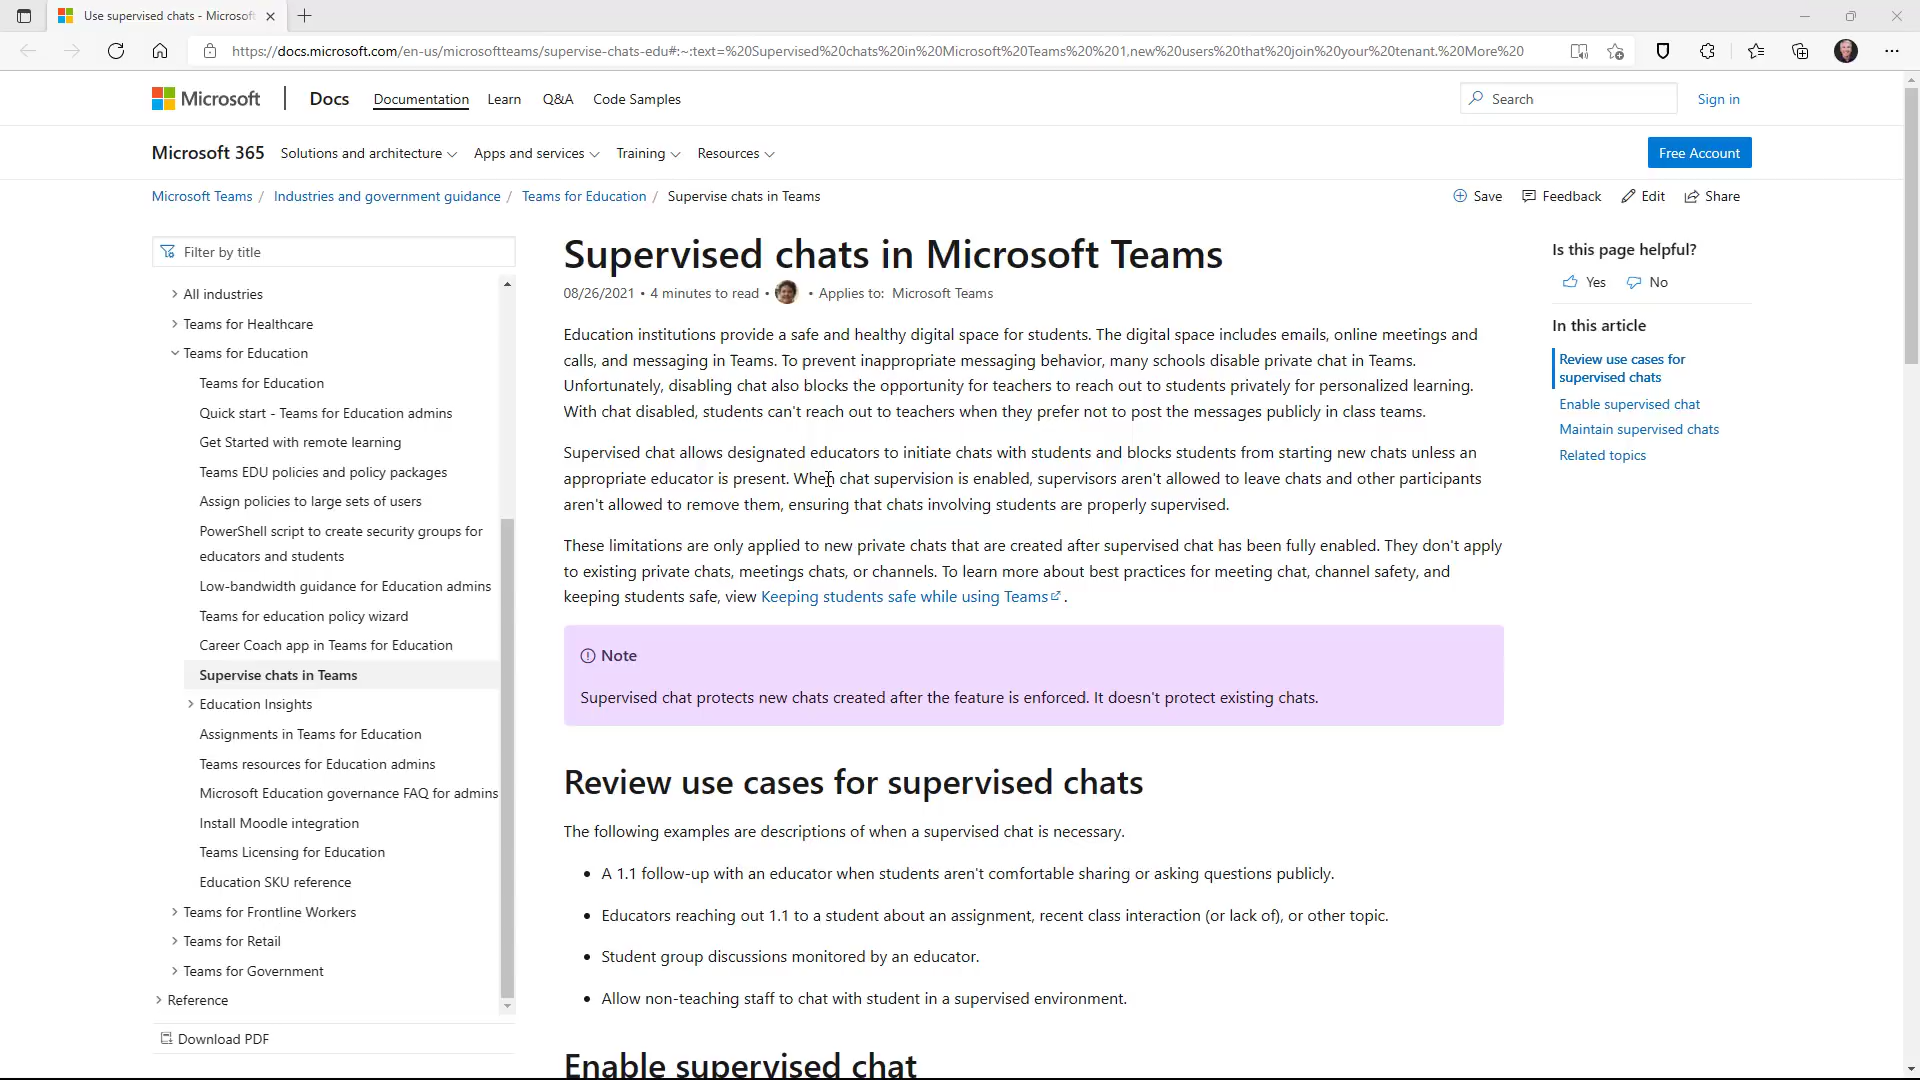 Use supervised chats - Microsoft
https://docs.microsoft.com/en-us/microsoftteams/supervise-chats-edu#:~:text=%20Supervised%20chats%20in%20Microsoft%20Teams%20%201,new%20users%20that%20join%20your%20tenant.%20More%20
Microsoft Docs Documentation Learn Q&A Code Samples Search Sign in
Microsoft 365 Solutions and architecture Apps and services Training Resources Free Account
Microsoft Teams / Industries and government guidance / Teams for Education / Supervise chats in Teams Save Feedback Edit Share
Filter by title
All industries
Teams for Healthcare
Teams for Education
Teams for Education
Quick start - Teams for Education admins
Get Started with remote learning
Teams EDU policies and policy packages
Assign policies to large sets of users
PowerShell script to create security groups for
educators and students
Low-bandwidth guidance for Education admins
Teams for education policy wizard
Career Coach app in Teams for Education
Supervise chats in Teams
Education Insights
Assignments in Teams for Education
Teams resources for Education admins
Microsoft Education governance FAQ for admins
Install Moodle integration
Teams Licensing for Education
Education SKU reference
Teams for Frontline Workers
Teams for Retail
Teams for Government
Reference
Download PDF
Supervised chats in Microsoft Teams
08/26/2021 • 4 minutes to read • • Applies to: Microsoft Teams
Education institutions provide a safe and healthy digital space for students. The digital space includes emails, online meetings and
calls, and messaging in Teams. To prevent inappropriate messaging behavior, many schools disable private chat in Teams.
Unfortunately, disabling chat also blocks the opportunity for teachers to reach out to students privately for personalized learning.
With chat disabled, students can't reach out to teachers when they prefer not to post the messages publicly in class teams.
Supervised chat allows designated educators to initiate chats with students and blocks students from starting new chats unless an
appropriate educator is present. When chat supervision is enabled, supervisors aren't allowed to leave chats and other participants
aren't allowed to remove them, ensuring that chats involving students are properly supervised.
These limitations are only applied to new private chats that are created after supervised chat has been fully enabled. They don't apply
to existing private chats, meetings chats, or channels. To learn more about best practices for meeting chat, channel safety, and
keeping students safe, view Keeping students safe while using Teams .
Note
Supervised chat protects new chats created after the feature is enforced. It doesn't protect existing chats.
Review use cases for supervised chats
The following examples are descriptions of when a supervised chat is necessary.
• A 1.1 follow-up with an educator when students aren't comfortable sharing or asking questions publicly.
• Educators reaching out 1.1 to a student about an assignment, recent class interaction (or lack of), or other topic.
• Student group discussions monitored by an educator.
• Allow non-teaching staff to chat with student in a supervised environment.
Enable supervised chat
Is this page helpful?
Yes No
In this article
Review use cases for
supervised chats
Enable supervised chat
Maintain supervised chats
Related topics